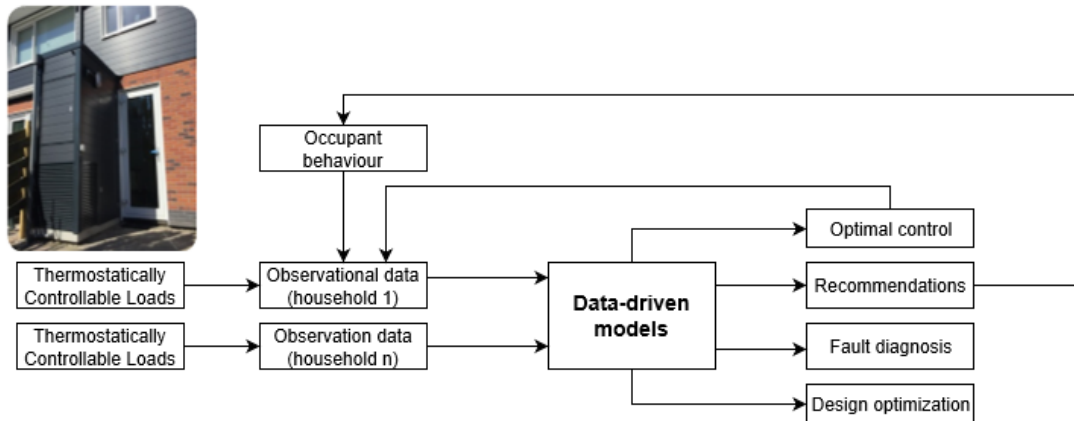 Occupant
behaviour
Optimal control
Thermostatically
Controllable Loads
Observational data
(household 1)
Data-driven
models
Recommendations
Thermostatically
Controllable Loads
Observation data
(household n)
Fault diagnosis
Design optimization